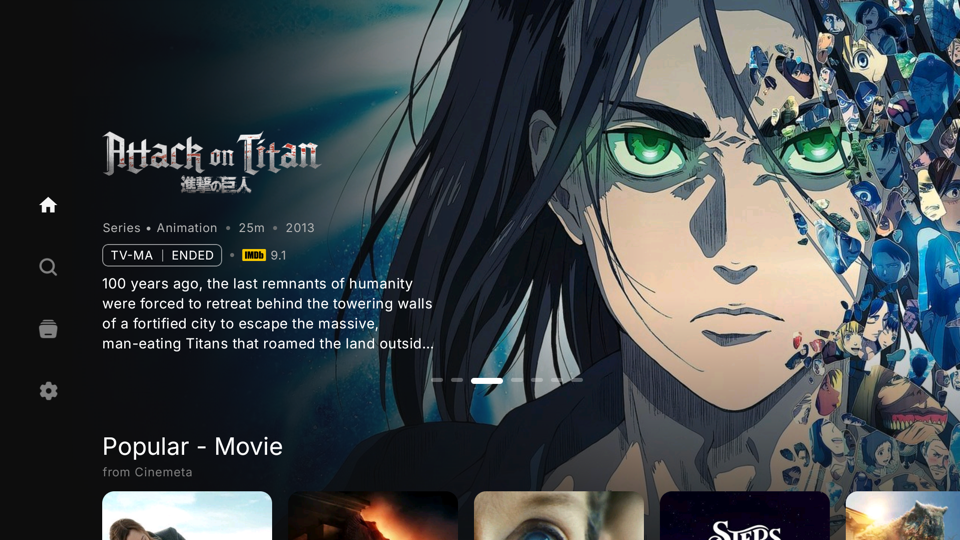 Attack on Titan
進撃の巨人
Series • Animation • 25m • 2013
TV-MA | ENDED • IMDb 9.1
100 years ago, the last remnants of humanity
were forced to retreat behind the towering walls
of a fortified city to escape the massive,
man-eating Titans that roamed the land outsid...
Popular - Movie
from Cinemeta